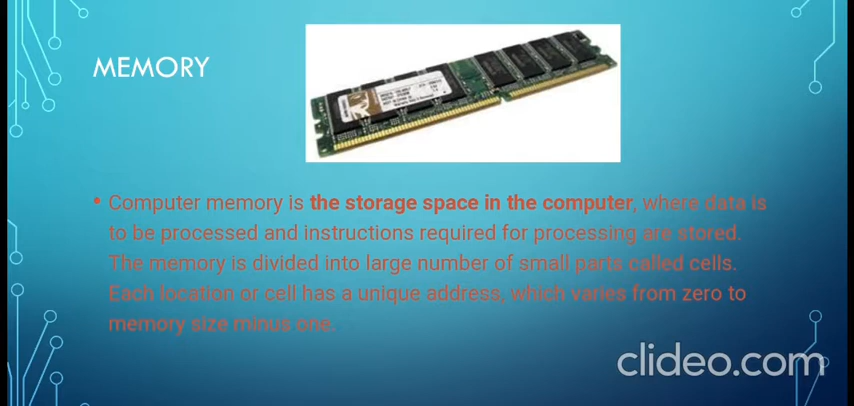 MEMORY
• Computer memory is the storage space in the computer, where data is
to be processed and instructions required for processing are stored.
The memory is divided into large number of small parts called cells.
Each location or cell has a unique address, which varies from zero to
memory size minus one.
clideo.com